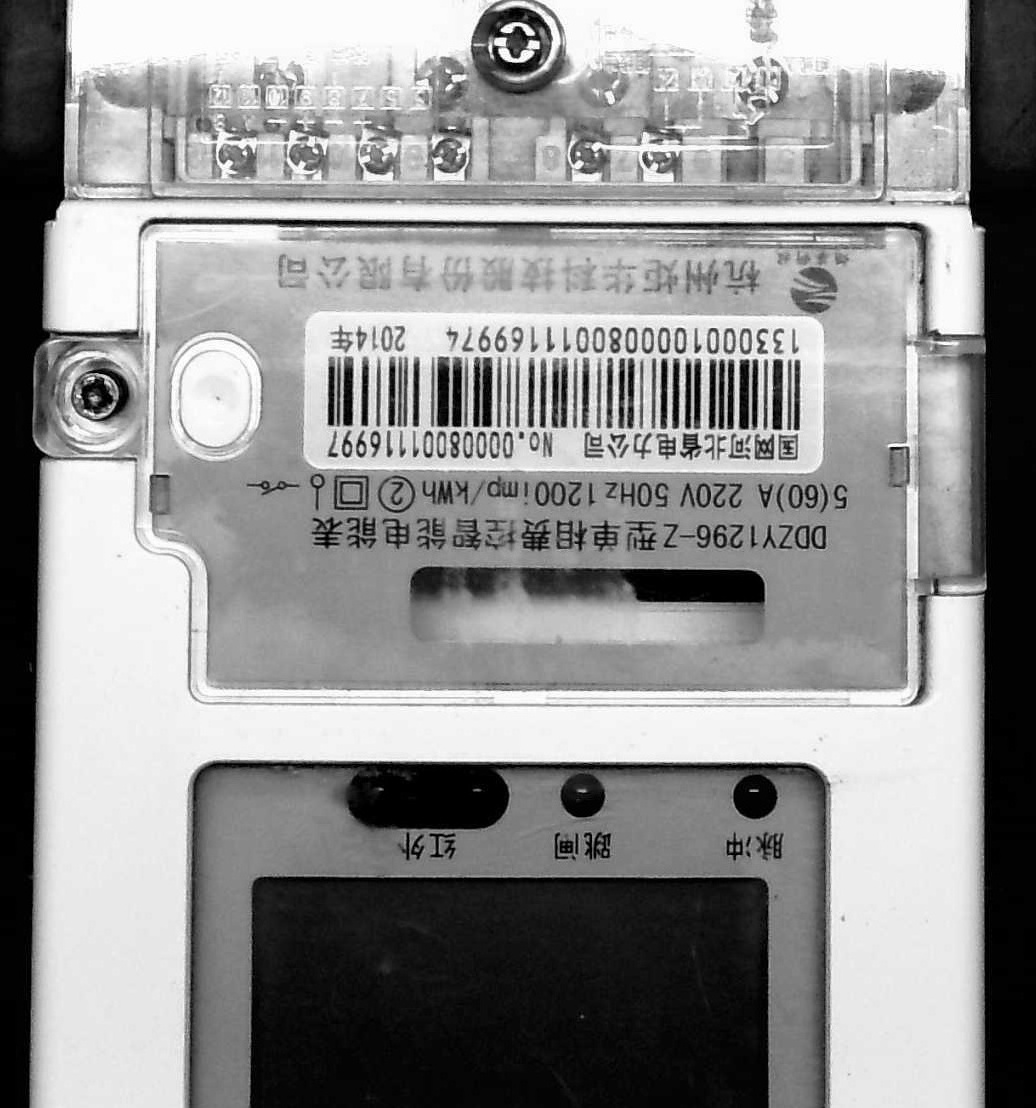 脉冲 跳闸 红外
DDZY1296-Z型单相费控智能电能表
5(60)A 220V 50Hz 1200imp/kWh ②
国网河北省电力公司 No.00008001116997
1330001000080011169974 2014年
杭州炬华科技股份有限公司